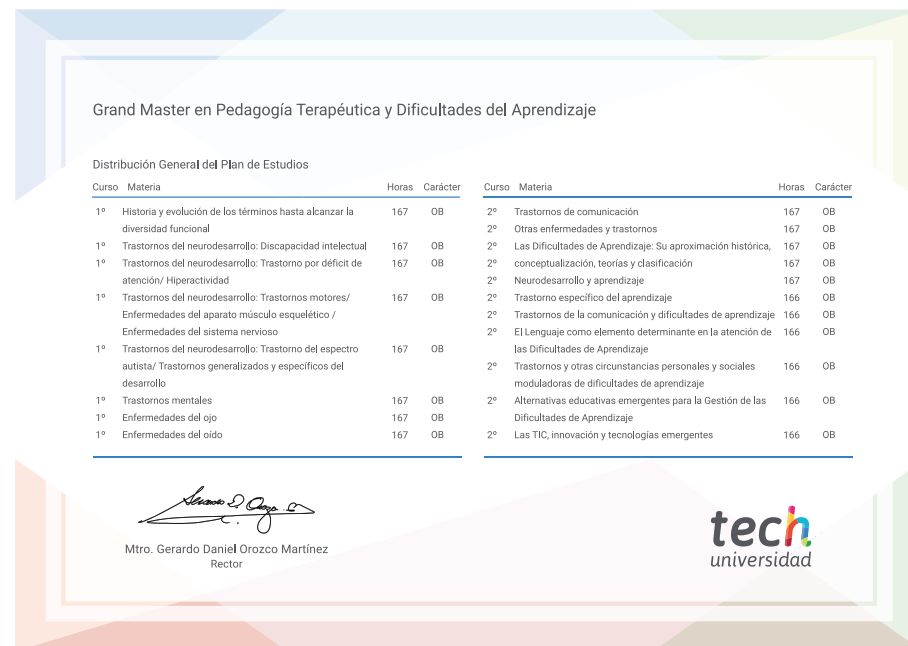 Grand Master en Pedagogía Terapéutica y Dificultades del Aprendizaje
Distribución General del Plan de Estudios
Curso Materia Horas Carácter
1º Historia y evolución de los términos hasta alcanzar la 167 OB
diversidad funcional
1º Trastornos del neurodesarrollo: Discapacidad intelectual 167 OB
1º Trastornos del neurodesarrollo: Trastorno por déficit de 167 OB
atención/ Hiperactividad
1º Trastornos del neurodesarrollo: Trastornos motores/ 167 OB
Enfermedades del aparato músculo esquelético /
Enfermedades del sistema nervioso
1º Trastornos del neurodesarrollo: Trastorno del espectro 167 OB
autista/ Trastornos generalizados y específicos del
desarrollo
1º Trastornos mentales 167 OB
1º Enfermedades del ojo 167 OB
1º Enfermedades del oído 167 OB
Curso Materia Horas Carácter
2º Trastornos de comunicación 167 OB
2º Otras enfermedades y trastornos 167 OB
2º Las Dificultades de Aprendizaje: Su aproximación histórica, 167 OB
2º conceptualización, teorías y clasificación 167 OB
2º Neurodesarrollo y aprendizaje 167 OB
2º Trastorno específico del aprendizaje 166 OB
2º Trastornos de la comunicación y dificultades de aprendizaje 166 OB
2º El Lenguaje como elemento determinante en la atención de 166 OB
las Dificultades de Aprendizaje
2º Trastornos y otras circunstancias personales y sociales 166 OB
moduladoras de dificultades de aprendizaje
2º Alternativas educativas emergentes para la Gestión de las 166 OB
Dificultades de Aprendizaje
2º Las TIC, innovación y tecnologías emergentes 166 OB
Mtro. Gerardo Daniel Orozco Martínez
Rector
tech
universidad